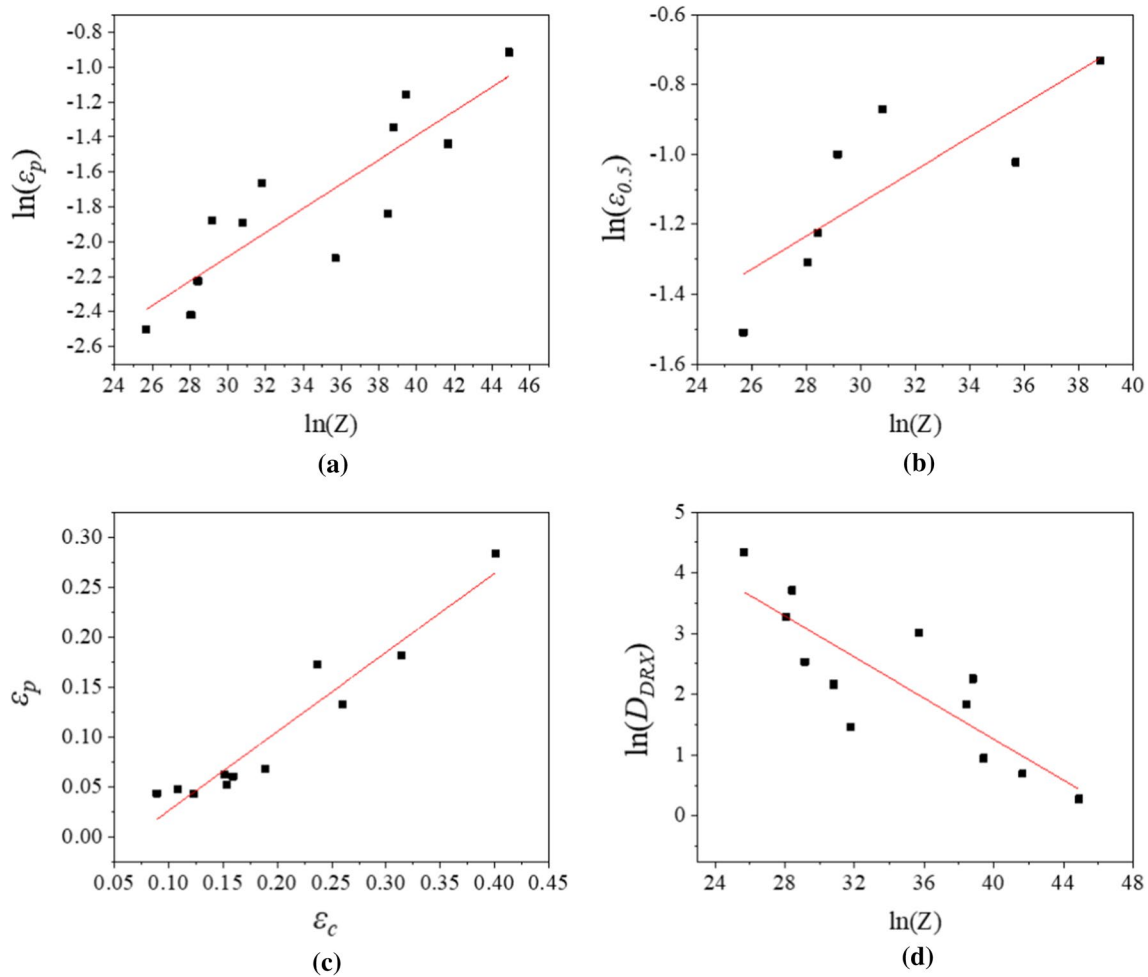 -0.8
-1.0
-1.2
-1.4
-1.6
-1.8
-2.0
-2.2
-2.4
-2.6
ln(εp)
24 26 28 30 32 34 36 38 40 42 44 46
ln(Z)
(a)
-0.6
-0.8
-1.0
-1.2
-1.4
-1.6
ln(ε0.5)
24 26 28 30 32 34 36 38 40
ln(Z)
(b)
0.30
0.25
0.20
0.15
0.10
0.05
0.00
εp
0.05 0.10 0.15 0.20 0.25 0.30 0.35 0.40 0.45
εc
(c)
5
4
3
2
1
0
ln(DDRX)
24 28 32 36 40 44 48
ln(Z)
(d)